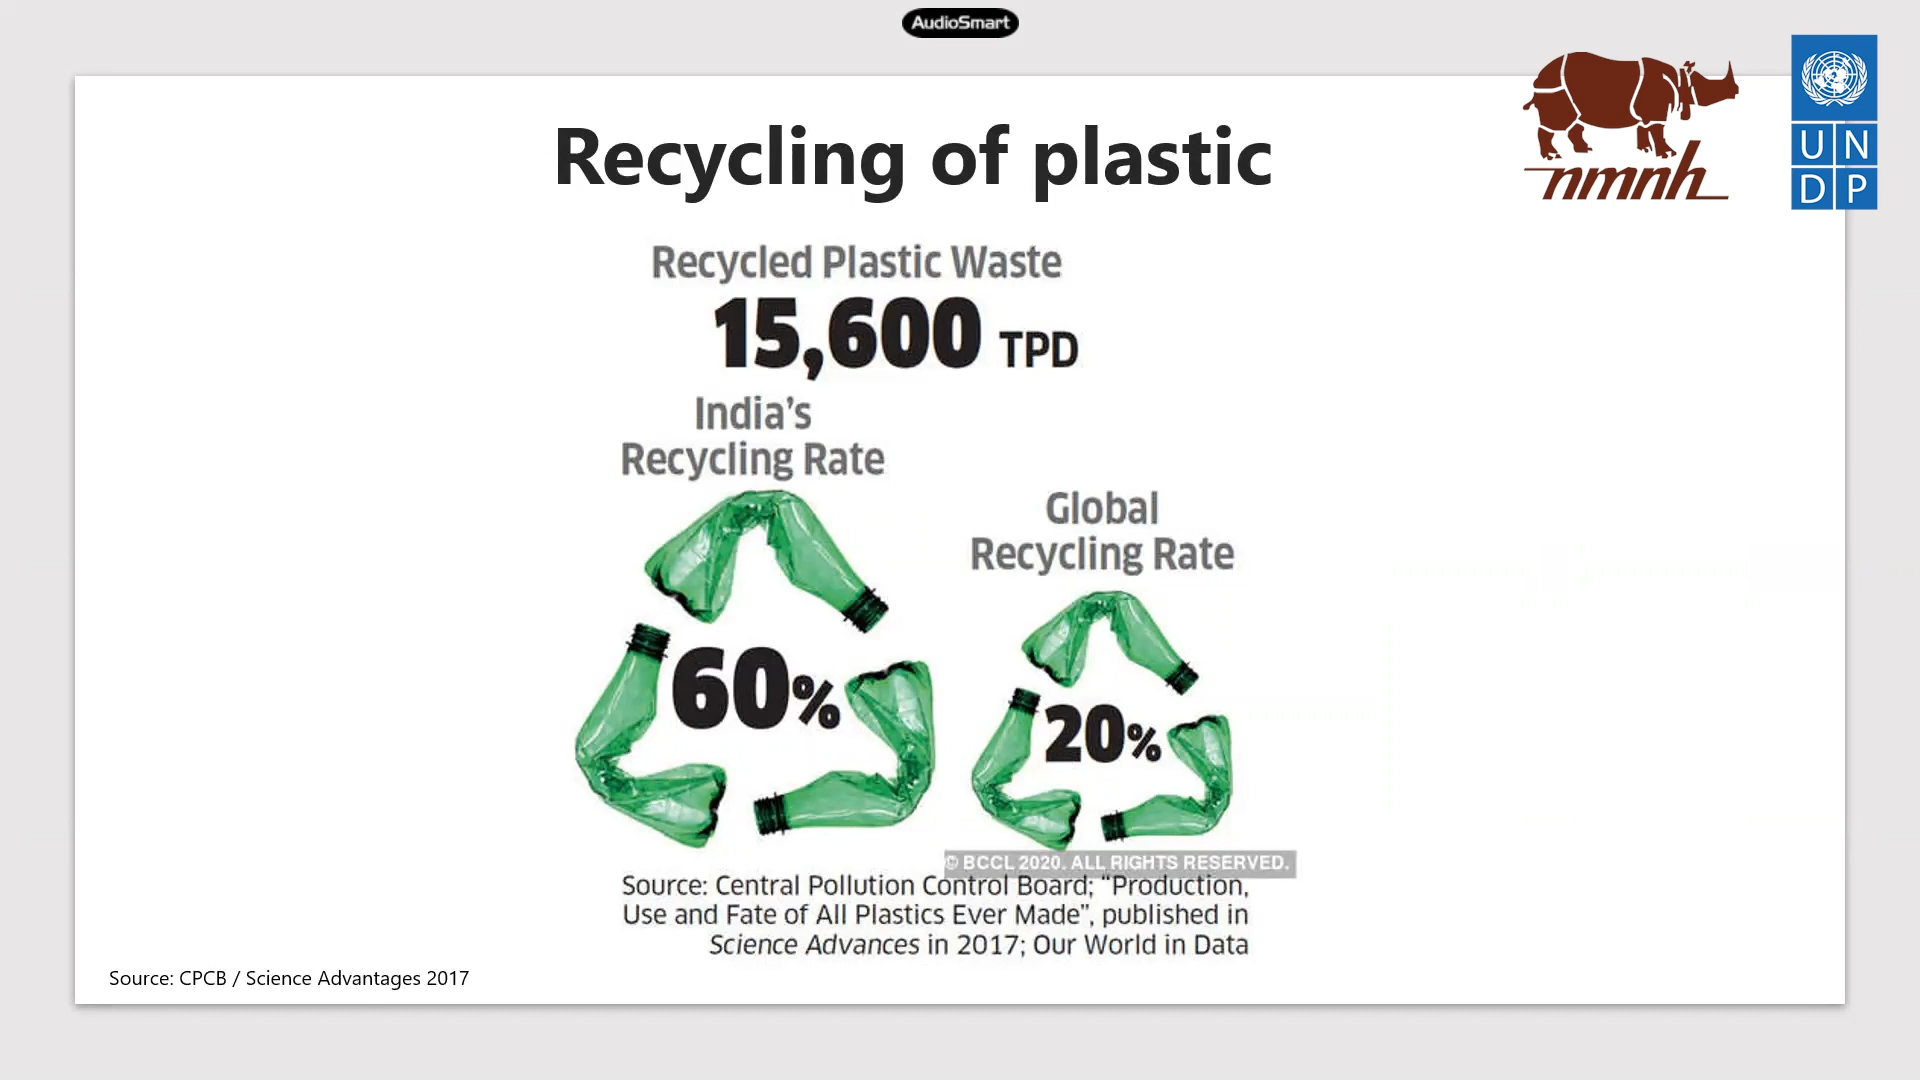 AudioSmart
nmnh
U N
D P
Recycling of plastic
Recycled Plastic Waste
15,600 TPD
India's
Recycling Rate
60%
Global
Recycling Rate
20%
© BCCL 2020. ALL RIGHTS RESERVED.
Source: Central Pollution Control Board; "Production,
Use and Fate of All Plastics Ever Made", published in
Science Advances in 2017; Our World in Data
Source: CPCB / Science Advantages 2017